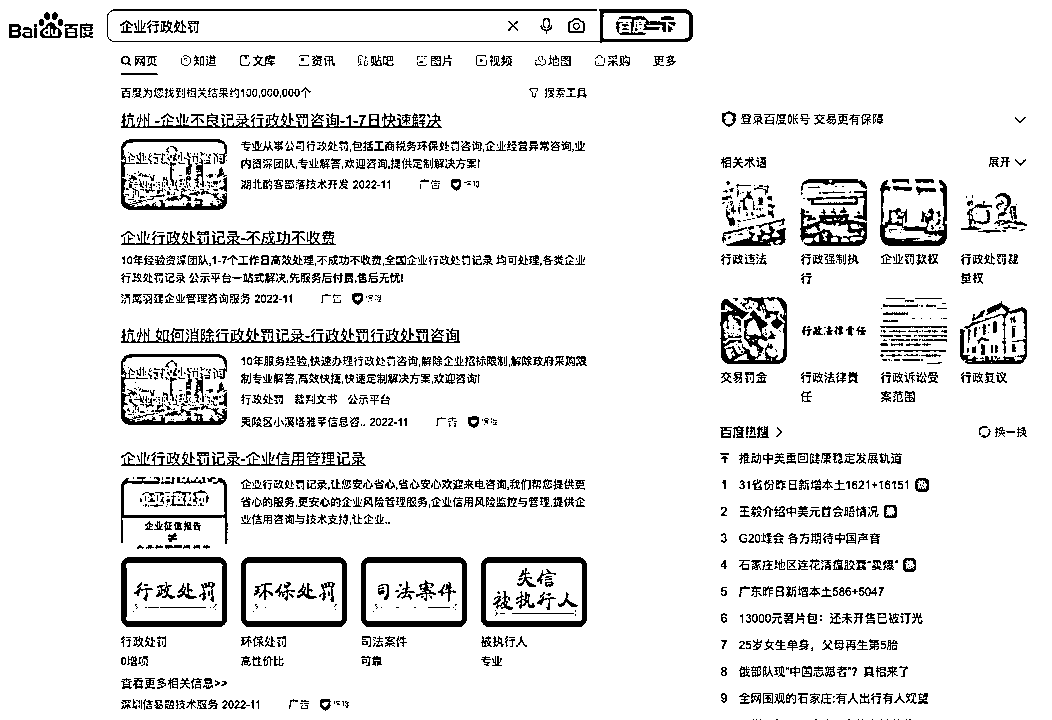 Bai 百度
企业行政处罚
百度一下
网页 知道 文库 资讯 贴吧 图片 视频 地图 采购 更多
百度为您找到相关结果约100,000,000个
搜索工具
杭州 -企业不良记录行政处罚咨询-1-7日快速解决
专业从事公司行政处罚,包括工商税务环保处罚咨询,企业经营异常咨询,业
内资深团队,专业解答,欢迎咨询,提供定制解决方案!
2022-11 广告
企业行政处罚记录-不成功不收费
10年经验资深团队,1-7个工作日高效处理,不成功不收费,全国企业行政处罚记录 均可处理,各类企业
行政处罚记录 公示平台一站式解决,先服务后付费,售后无忧!
企业管理咨询服务 2022-11 广告
杭州 如何消除行政处罚记录-行政处罚行政处罚咨询
10年服务经验,快速办理行政处罚咨询,解除企业招标限制,解除政府采购限
制专业解答,高效快捷,快速定制解决方案,欢迎咨询!
行政处罚 裁判文书 公示平台
夷陵区小溪塔雅亨信息咨.. 2022-11 广告
企业行政处罚记录-企业信用管理记录
企业行政处罚
企业征信报告
≠
企业行政处罚记录,让您安心省心,省心安心欢迎来电咨询,我们帮您提供更
省心的服务,更安心的企业风险管理服务,企业信用风险监控与管理,提供企
业信用咨询与技术支持,让企业..
行政处罚 环保处罚 司法案件 失信
被执行人
行政处罚 环保处罚 司法案件 被执行人
0增项 高性价比 可靠 专业
查看更多相关信息>>
深圳信易融技术服务 2022-11 广告
登录百度帐号 交易更有保障
相关术语 展开
行政违法 行政强制执
行 企业罚款权 行政处罚裁
量权
行政法律责任
交易罚金 行政法律责
任 行政诉讼受
案范围 行政复议
百度热搜 > 换一换
推动中美重回健康稳定发展轨道
1 31省份昨日新增本土1621+16151 热
2 王毅介绍中美元首会晤情况 热
3 G20峰会 各方期待中国声音
4 石家庄地区连花清瘟胶囊"卖爆" 热
5 广东昨日新增本土586+5047
6 13000元薯片包：还未开售已被订光
7 25岁女生单身，父母再生第5胎
8 俄部队现"中国志愿者"？真相来了
9 全网围观的石家庄:有人出行有人观望